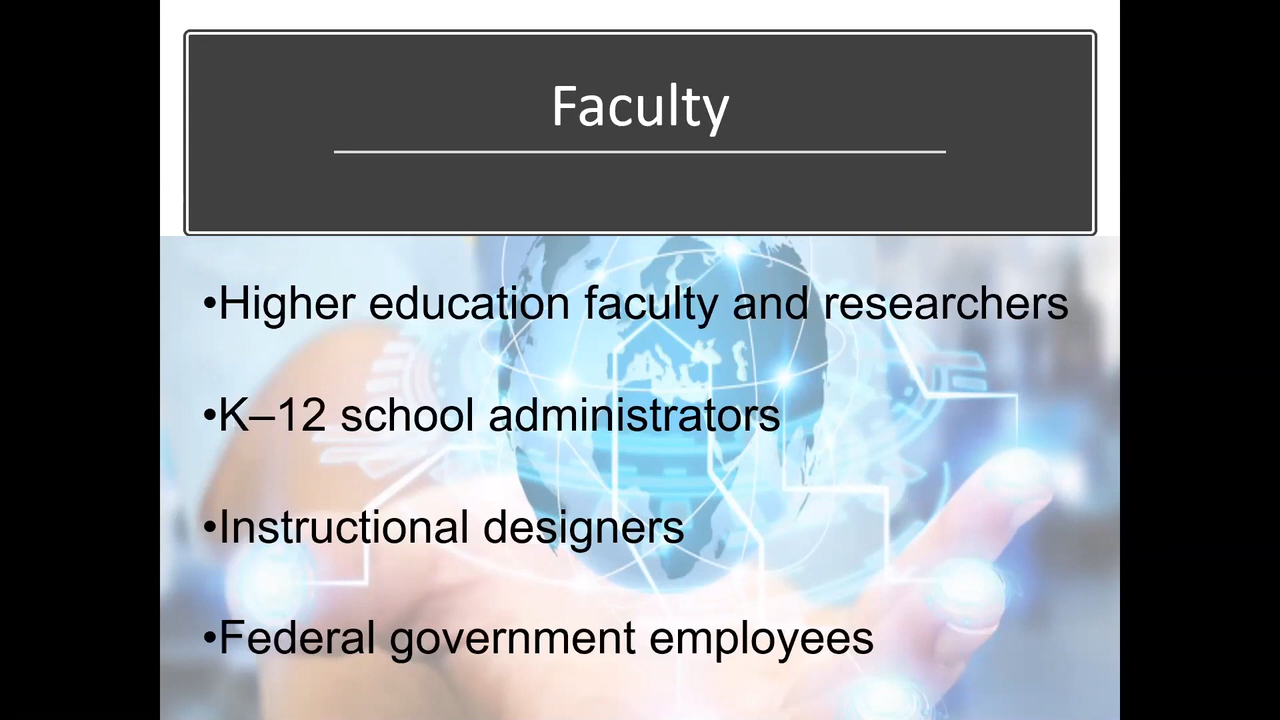 Faculty
•Higher education faculty and researchers
•K–12 school administrators
•Instructional designers
•Federal government employees